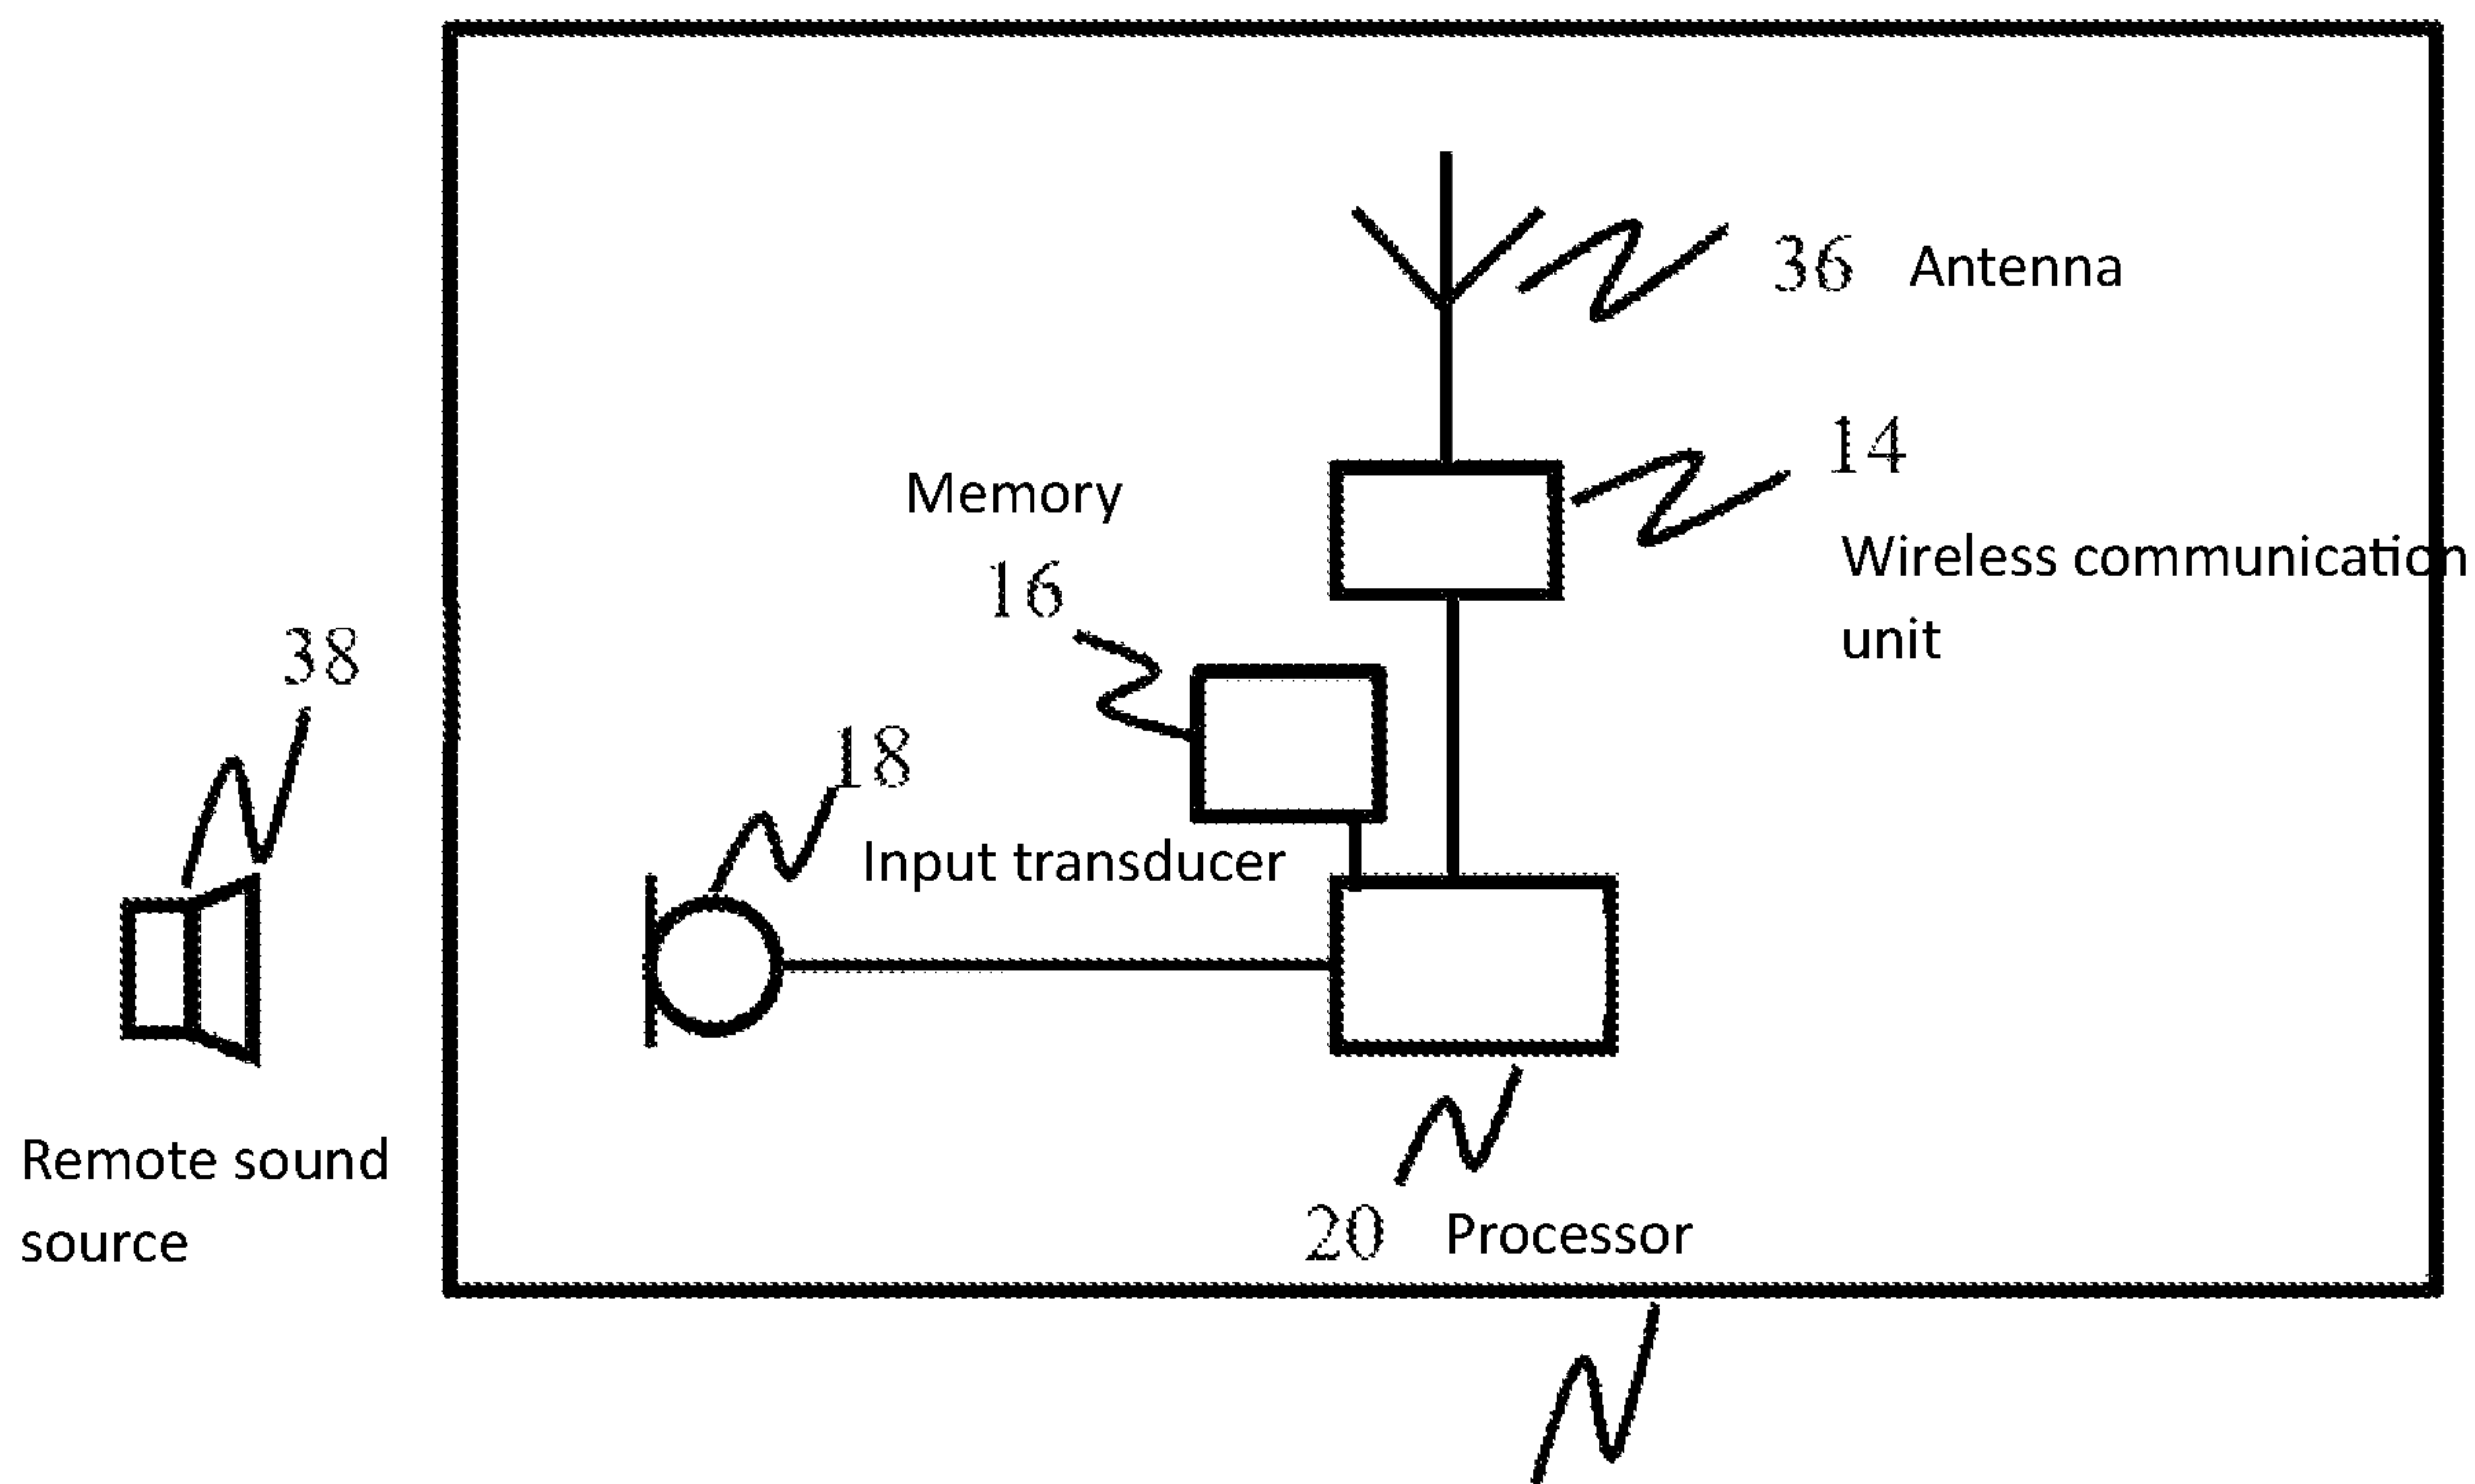 36 Antenna
14
Wireless communication
unit
Memory
16
38
18
Input transducer
Remote sound
source
20 Processor